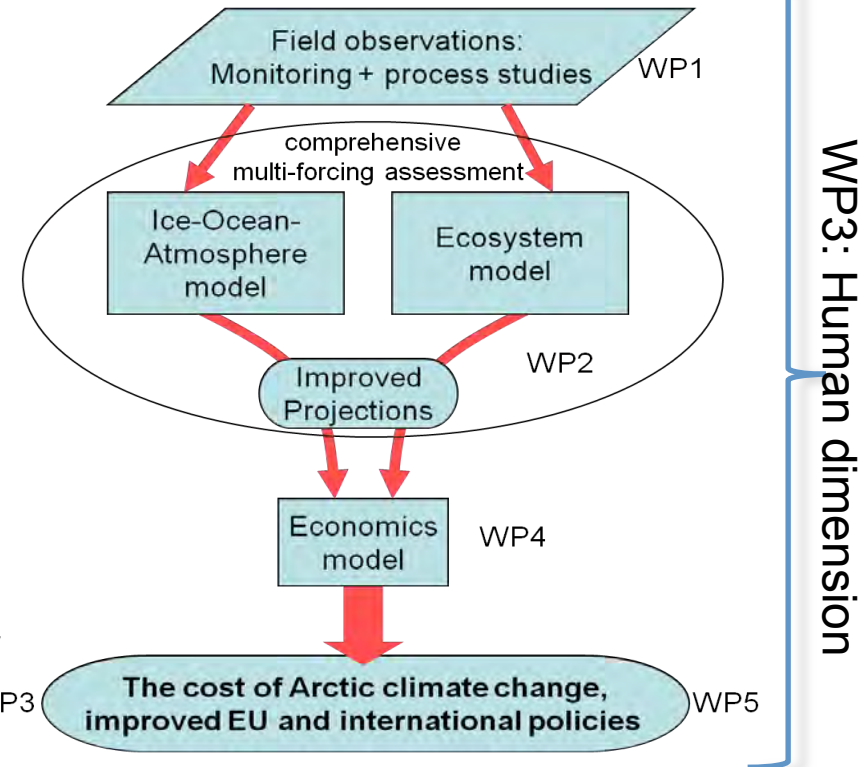 Field observations:
Monitoring + process studies
WP1
comprehensive
multi-forcing assessment
Ice-Ocean-
Atmosphere
model
Ecosystem
model
WP2
Improved
Projections
Economics
model
WP4
P3
The cost of Arctic climate change,
improved EU and international policies
WP5
WP3: Human dimension